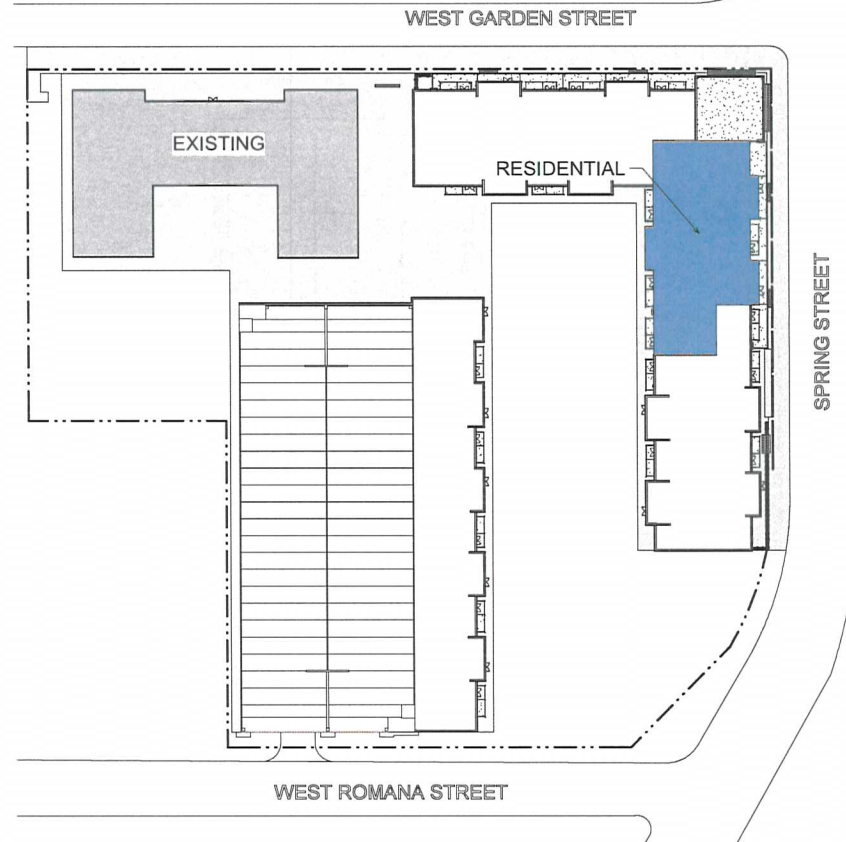 WEST GARDEN STREET
EXISTING
RESIDENTIAL
SPRING STREET
WEST ROMANA STREET